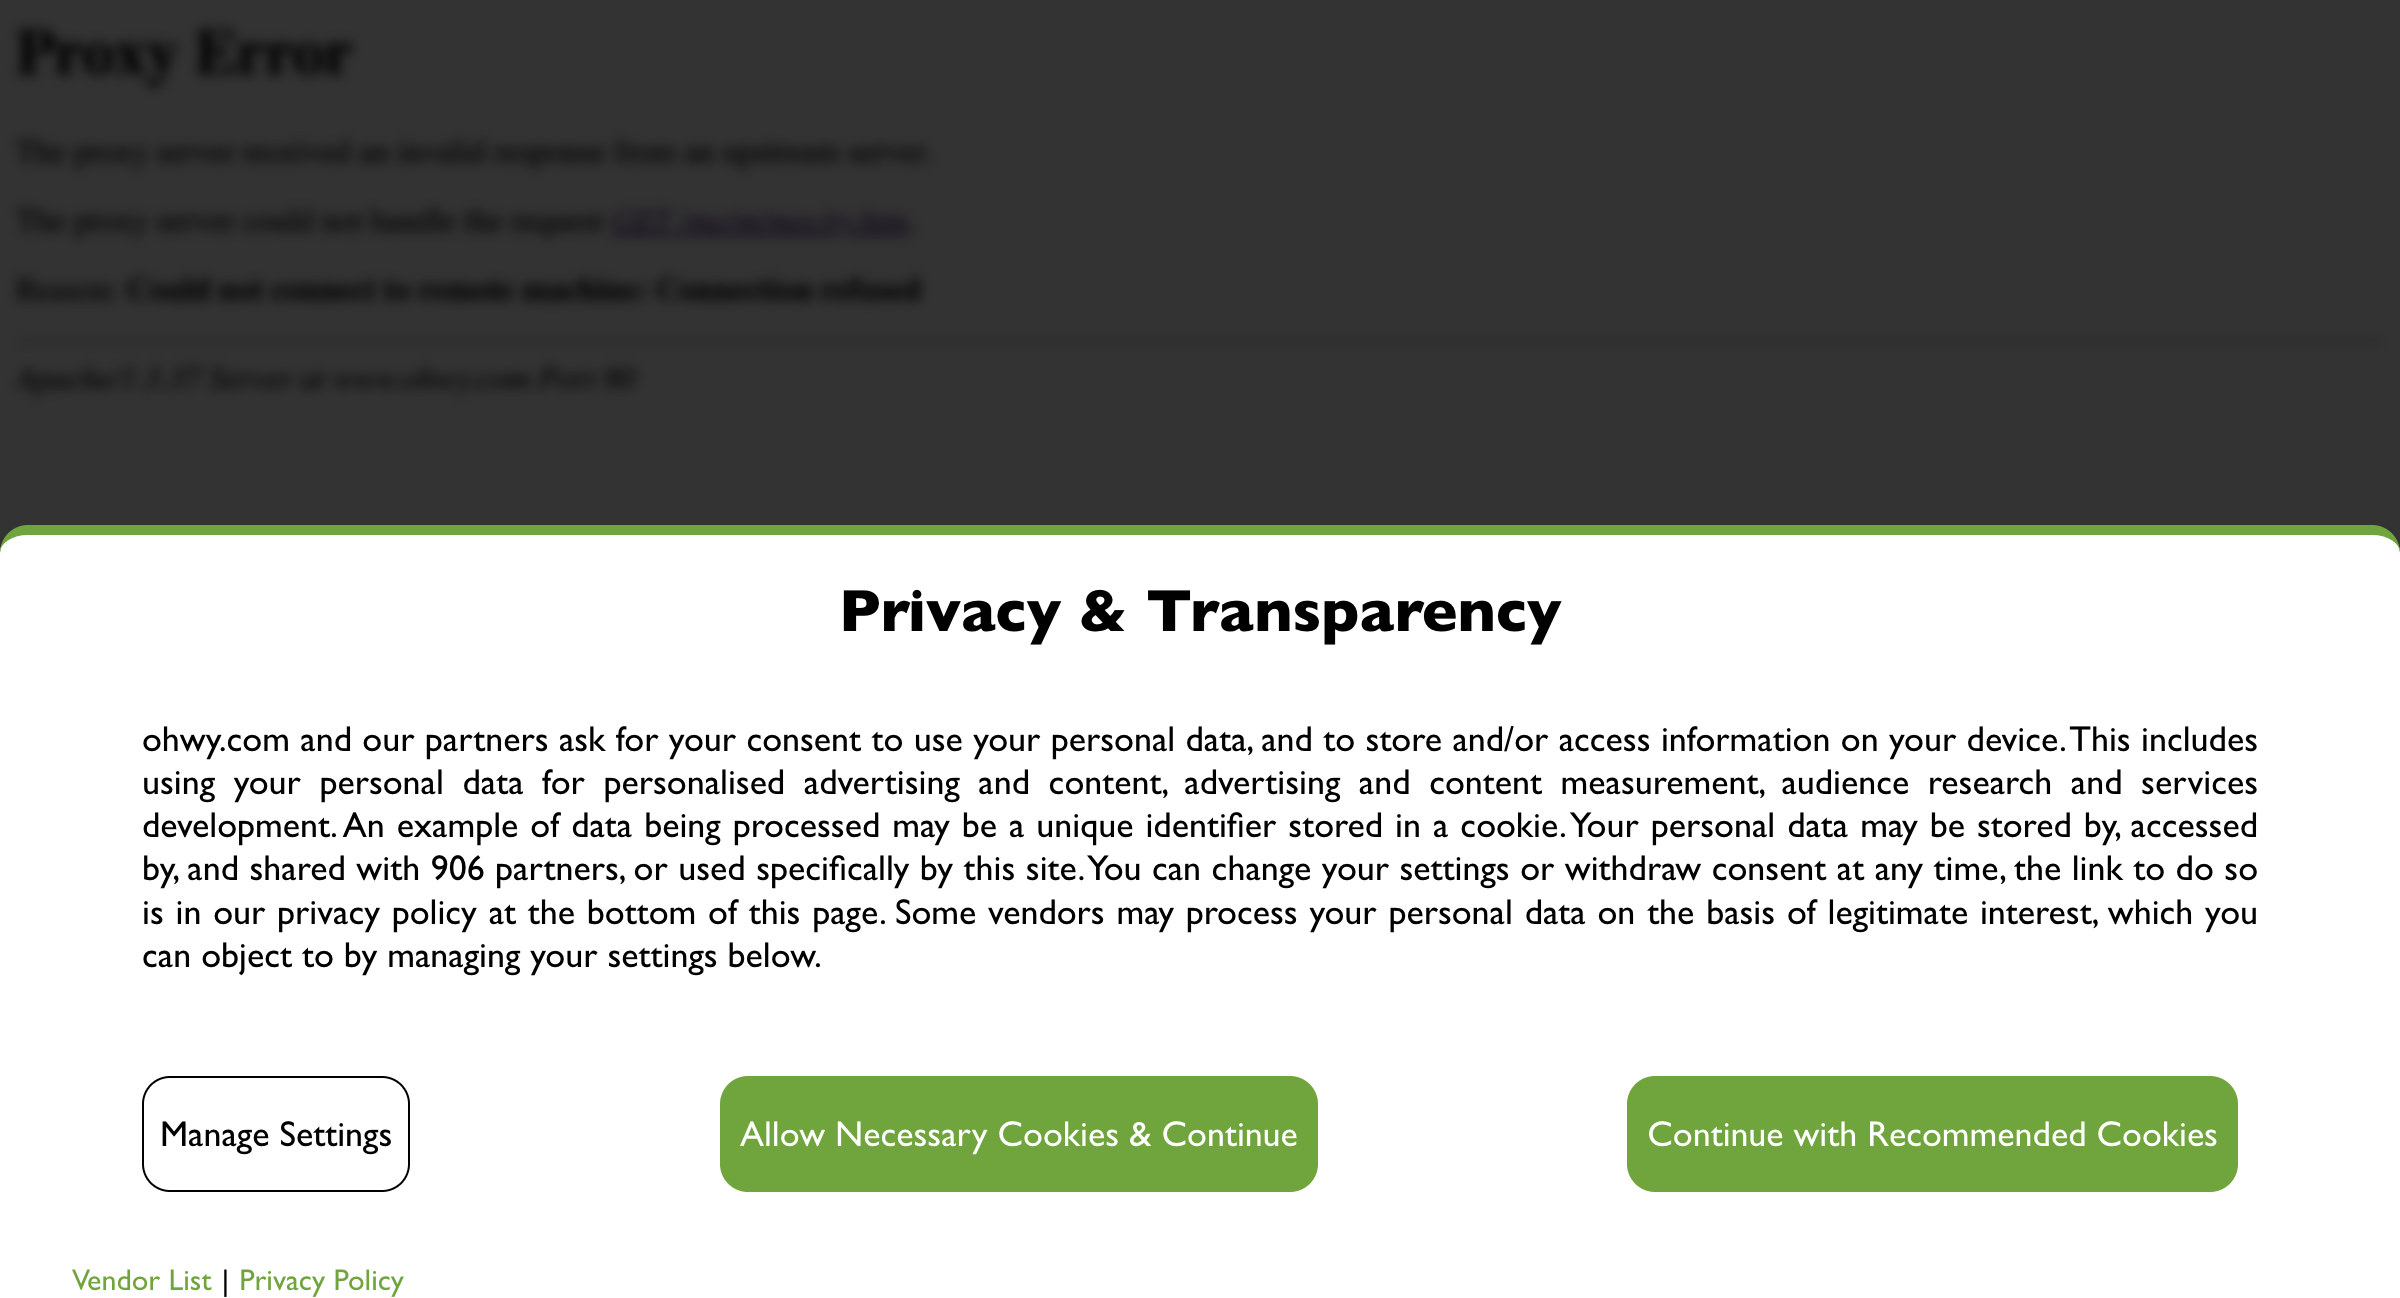 Proxy Error
The proxy server received an invalid response from an upstream server.
The proxy server could not handle the request GET
Reason: Could not connect to remote machine: Connection refused
Apache/1.3.37 Server at www.ohwy.com Port 80
Privacy & Transparency
ohwy.com and our partners ask for your consent to use your personal data, and to store and/or access information on your device. This includes
using your personal data for personalised advertising and content, advertising and content measurement, audience research and services
development. An example of data being processed may be a unique identifier stored in a cookie. Your personal data may be stored by, accessed
by, and shared with 906 partners, or used specifically by this site. You can change your settings or withdraw consent at any time, the link to do so
is in our privacy policy at the bottom of this page. Some vendors may process your personal data on the basis of legitimate interest, which you
can object to by managing your settings below.
Manage Settings
Allow Necessary Cookies & Continue
Continue with Recommended Cookies
Vendor List | Privacy Policy